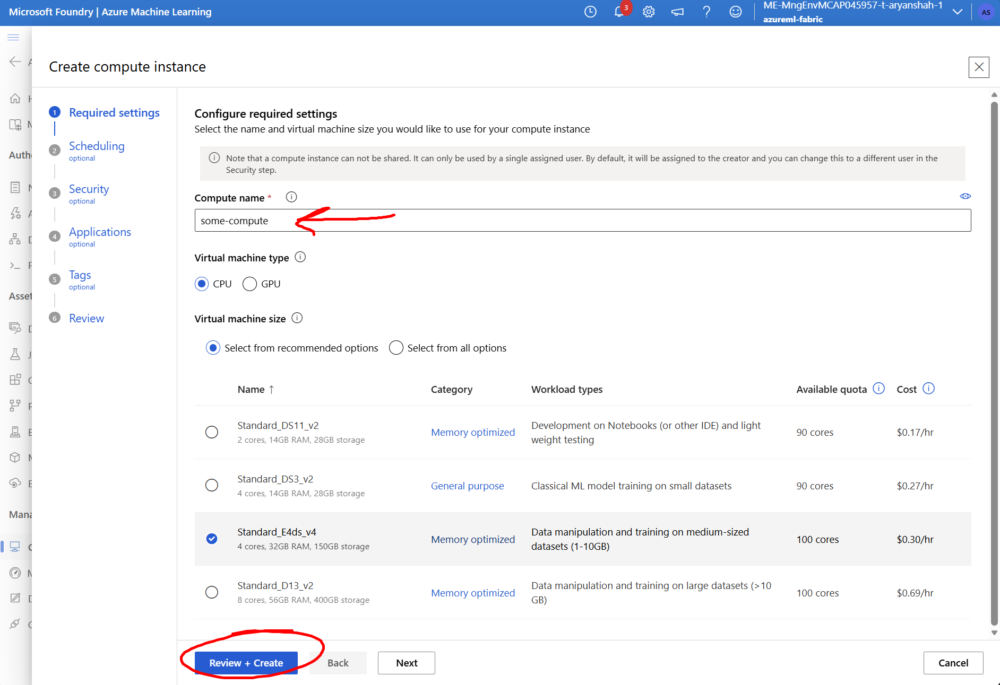 Microsoft Foundry | Azure Machine Learning
3
ME-MngEnvMCAP045957-t-aryanshah-1
azureml-fabric
AS
Create compute instance
1 Required settings
2 Scheduling
optional
3 Security
optional
4 Applications
optional
5 Tags
optional
6 Review
Configure required settings
Select the name and virtual machine size you would like to use for your compute instance
Note that a compute instance can not be shared. It can only be used by a single assigned user. By default, it will be assigned to the creator and you can change this to a different user in the
Security step.
Compute name *
some-compute
Virtual machine type
CPU GPU
Virtual machine size
Select from recommended options Select from all options
Name ↑ Category Workload types Available quota Cost
Standard_DS11_v2
2 cores, 14GB RAM, 28GB storage
Memory optimized
Development on Notebooks (or other IDE) and light
weight testing
90 cores
$0.17/hr
Standard_DS3_v2
4 cores, 14GB RAM, 28GB storage
General purpose
Classical ML model training on small datasets
90 cores
$0.27/hr
Standard_E4ds_v4
4 cores, 32GB RAM, 150GB storage
Memory optimized
Data manipulation and training on medium-sized
datasets (1-10GB)
100 cores
$0.30/hr
Standard_D13_v2
8 cores, 56GB RAM, 400GB storage
Memory optimized
Data manipulation and training on large datasets (>10
GB)
100 cores
$0.69/hr
Review + Create Back Next Cancel